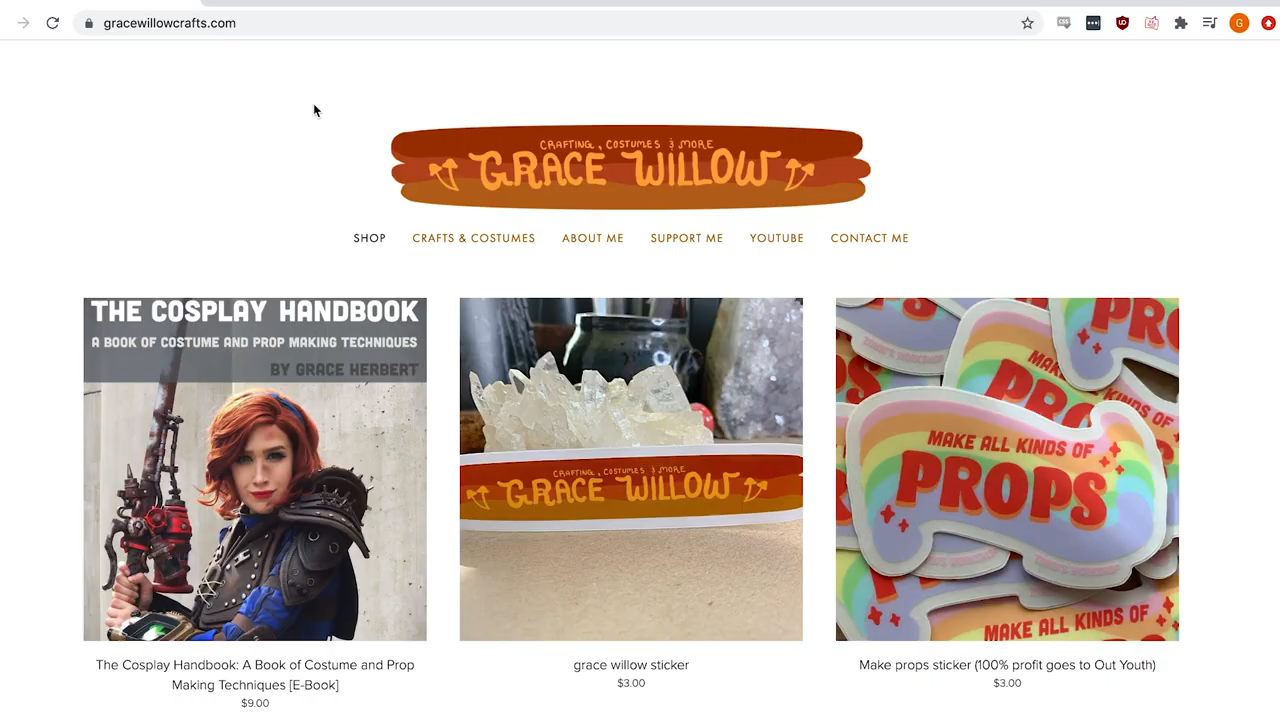 gracewillowcrafts.com
CSS
UD
G
CRAFTING, COSTUMES & MORE
GRACE WILLOW
SHOP CRAFTS & COSTUMES ABOUT ME SUPPORT ME YOUTUBE CONTACT ME
THE COSPLAY HANDBOOK
A BOOK OF COSTUME AND PROP MAKING TECHNIQUES
BY GRACE HERBERT
CRAFTING, COSTUMES & MORE
GRACE WILLOW
MAKE ALL KINDS OF
PROPS
MAKE ALL KINDS OF
The Cosplay Handbook: A Book of Costume and Prop
Making Techniques [E-Book]
$9.00
grace willow sticker
$3.00
Make props sticker (100% profit goes to Out Youth)
$3.00